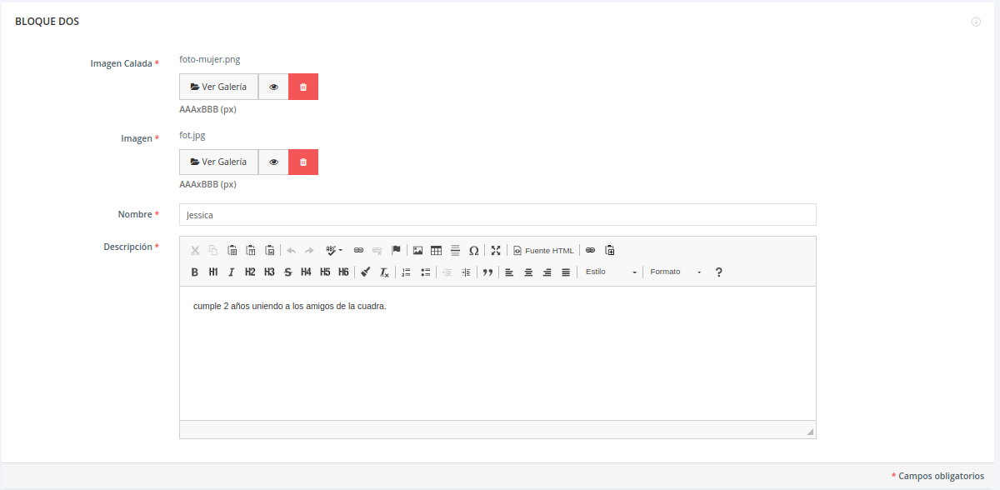 BLOQUE DOS
Imagen Calada *
foto-mujer.png
Ver Galería
AAAxBBB (px)
Imagen *
fot.jpg
Ver Galería
AAAxBBB (px)
Nombre *
Jessica
Descripción *
ABC Ω Fuente HTML
B H1 I H2 H3 S H4 H5 H6 Tx Estilo Formato ?
cumple 2 años uniendo a los amigos de la cuadra.
* Campos obligatorios